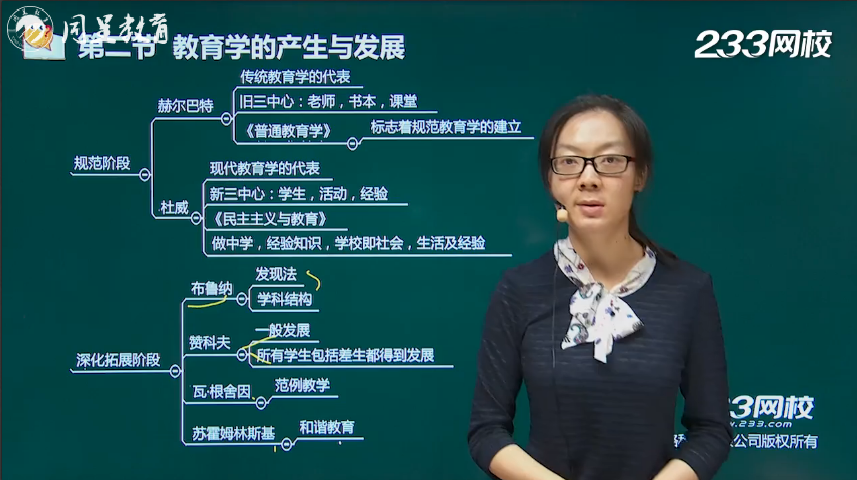 同星教育
第二节 教育学的产生与发展
233网校
规范阶段
赫尔巴特
传统教育学的代表
旧三中心：老师，书本，课堂
《普通教育学》
标志着规范教育学的建立
杜威
现代教育学的代表
新三中心：学生，活动，经验
《民主主义与教育》
做中学，经验知识，学校即社会，生活及经验
深化拓展阶段
布鲁纳
发现法
学科结构
赞科夫
一般发展
所有学生包括差生都得到发展
瓦·根舍因
范例教学
苏霍姆林斯基
和谐教育
33网校
.233.com
公司版权所有